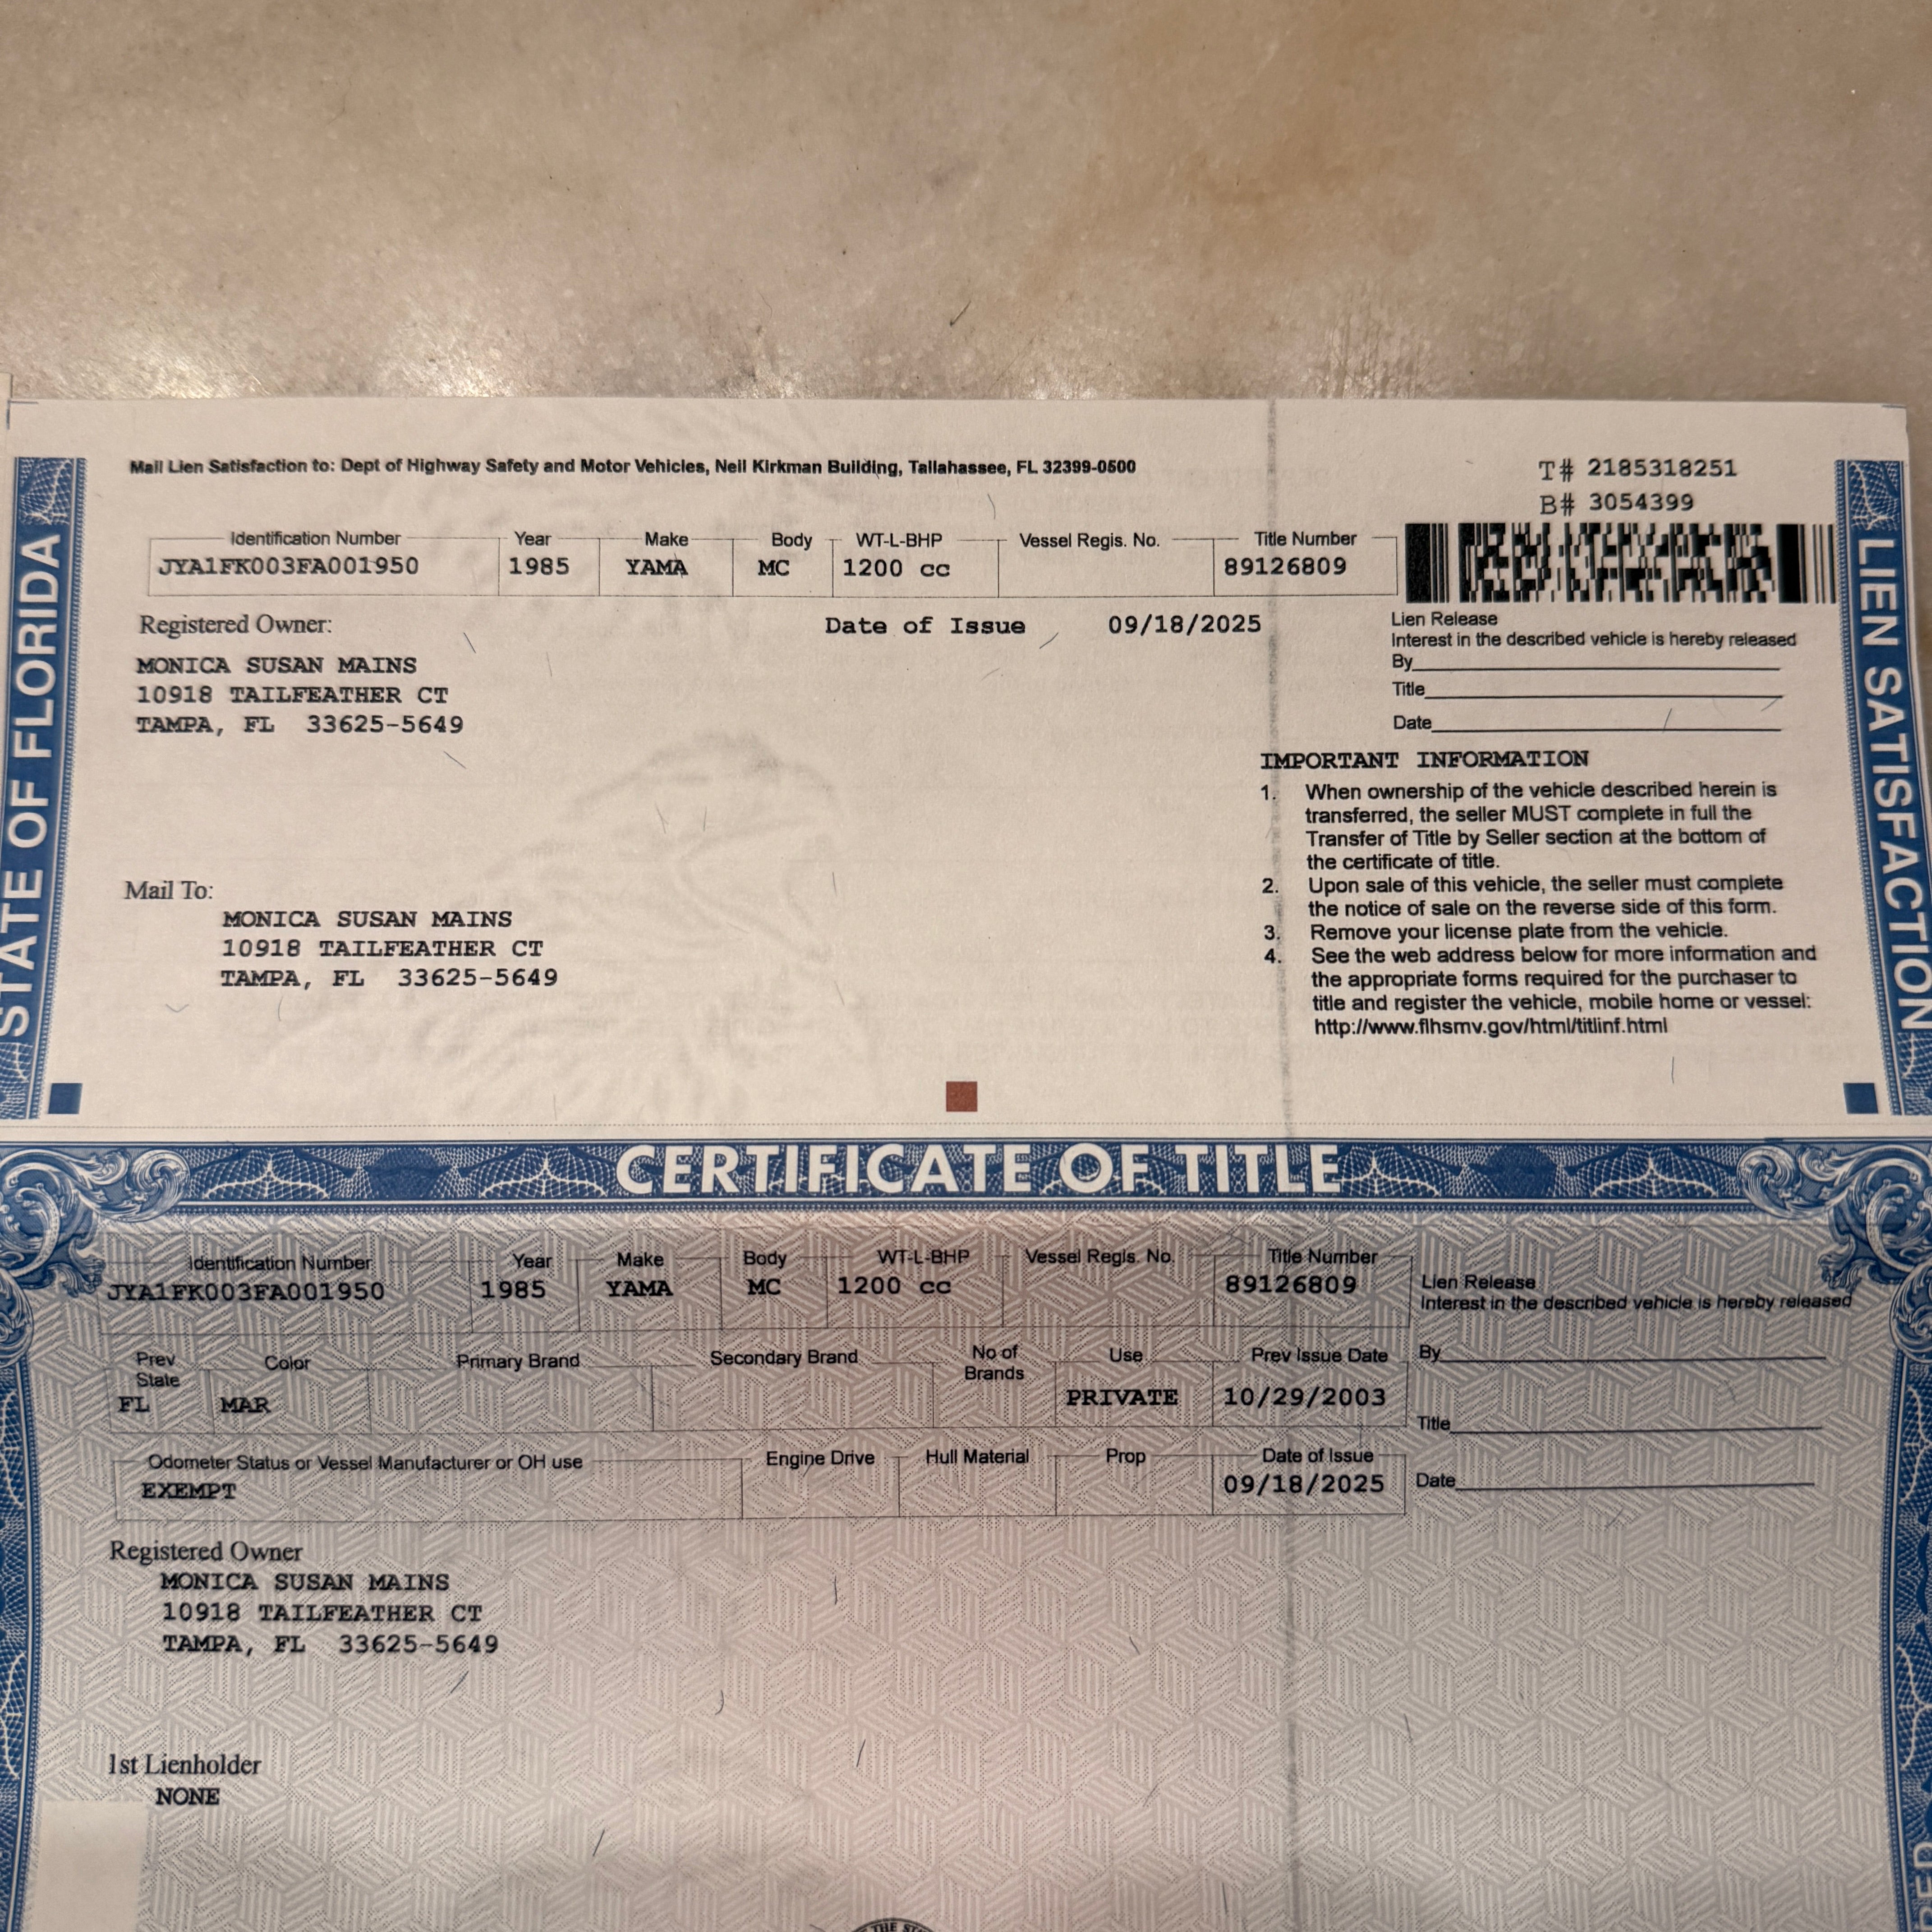 Mail Lien Satisfaction to: Dept of Highway Safety and Motor Vehicles, Neil Kirkman Building, Tallahassee, FL 32399-0500
T# 2185318251
B# 3054399
Identification Number Year Make Body WT-L-BHP Vessel Regis. No. Title Number
JYA1FK003FA001950 1985 YAMA MC 1200 cc 89126809
Registered Owner: Date of Issue 09/18/2025
MONICA SUSAN MAINS
10918 TAILFEATHER CT
TAMPA, FL 33625-5649
Lien Release
Interest in the described vehicle is hereby released
By
Title
Date
IMPORTANT INFORMATION
1. When ownership of the vehicle described herein is
transferred, the seller MUST complete in full the
Transfer of Title by Seller section at the bottom of
the certificate of title.
2. Upon sale of this vehicle, the seller must complete
the notice of sale on the reverse side of this form.
3. Remove your license plate from the vehicle.
4. See the web address below for more information and
the appropriate forms required for the purchaser to
title and register the vehicle, mobile home or vessel:
http://www.flhsmv.gov/html/titlinf.html
Mail To:
MONICA SUSAN MAINS
10918 TAILFEATHER CT
TAMPA, FL 33625-5649
STATE OF FLORIDA
LIEN SATISFACTION
CERTIFICATE OF TITLE
Identification Number Year Make Body WT-L-BHP Vessel Regis. No. Title Number
JYA1FK003FA001950 1985 YAMA MC 1200 cc 89126809
Lien Release
Interest in the described vehicle is hereby released
By
Title
Date
Prev State Color Primary Brand Secondary Brand No of Brands Use Prev Issue Date
FL MAR PRIVATE 10/29/2003
Odometer Status or Vessel Manufacturer or OH use Engine Drive Hull Material Prop Date of Issue
EXEMPT 09/18/2025
Registered Owner
MONICA SUSAN MAINS
10918 TAILFEATHER CT
TAMPA, FL 33625-5649
1st Lienholder
NONE